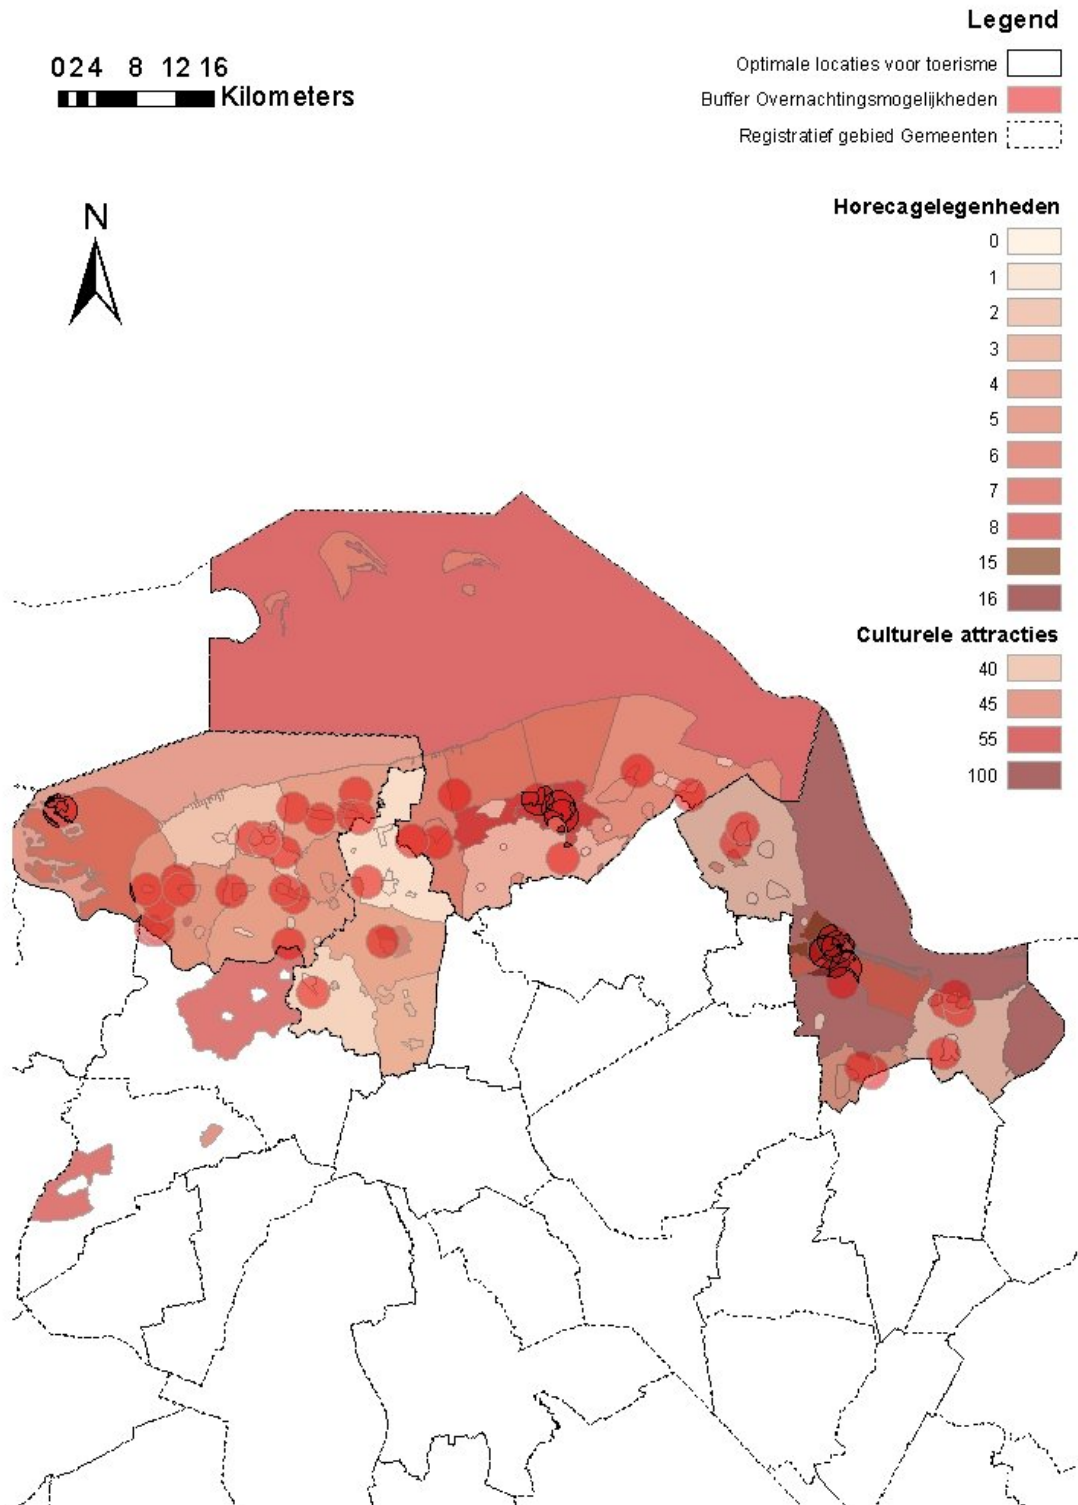 Legend
Optimale locaties voor toerisme
Buffer Overnachtingsmogelijkheden
Registratief gebied Gemeenten
0 2 4 8 12 16
Kilometers
N
Horecagelegenheden
0
1
2
3
4
5
6
7
8
15
16
Culturele attracties
40
45
55
100